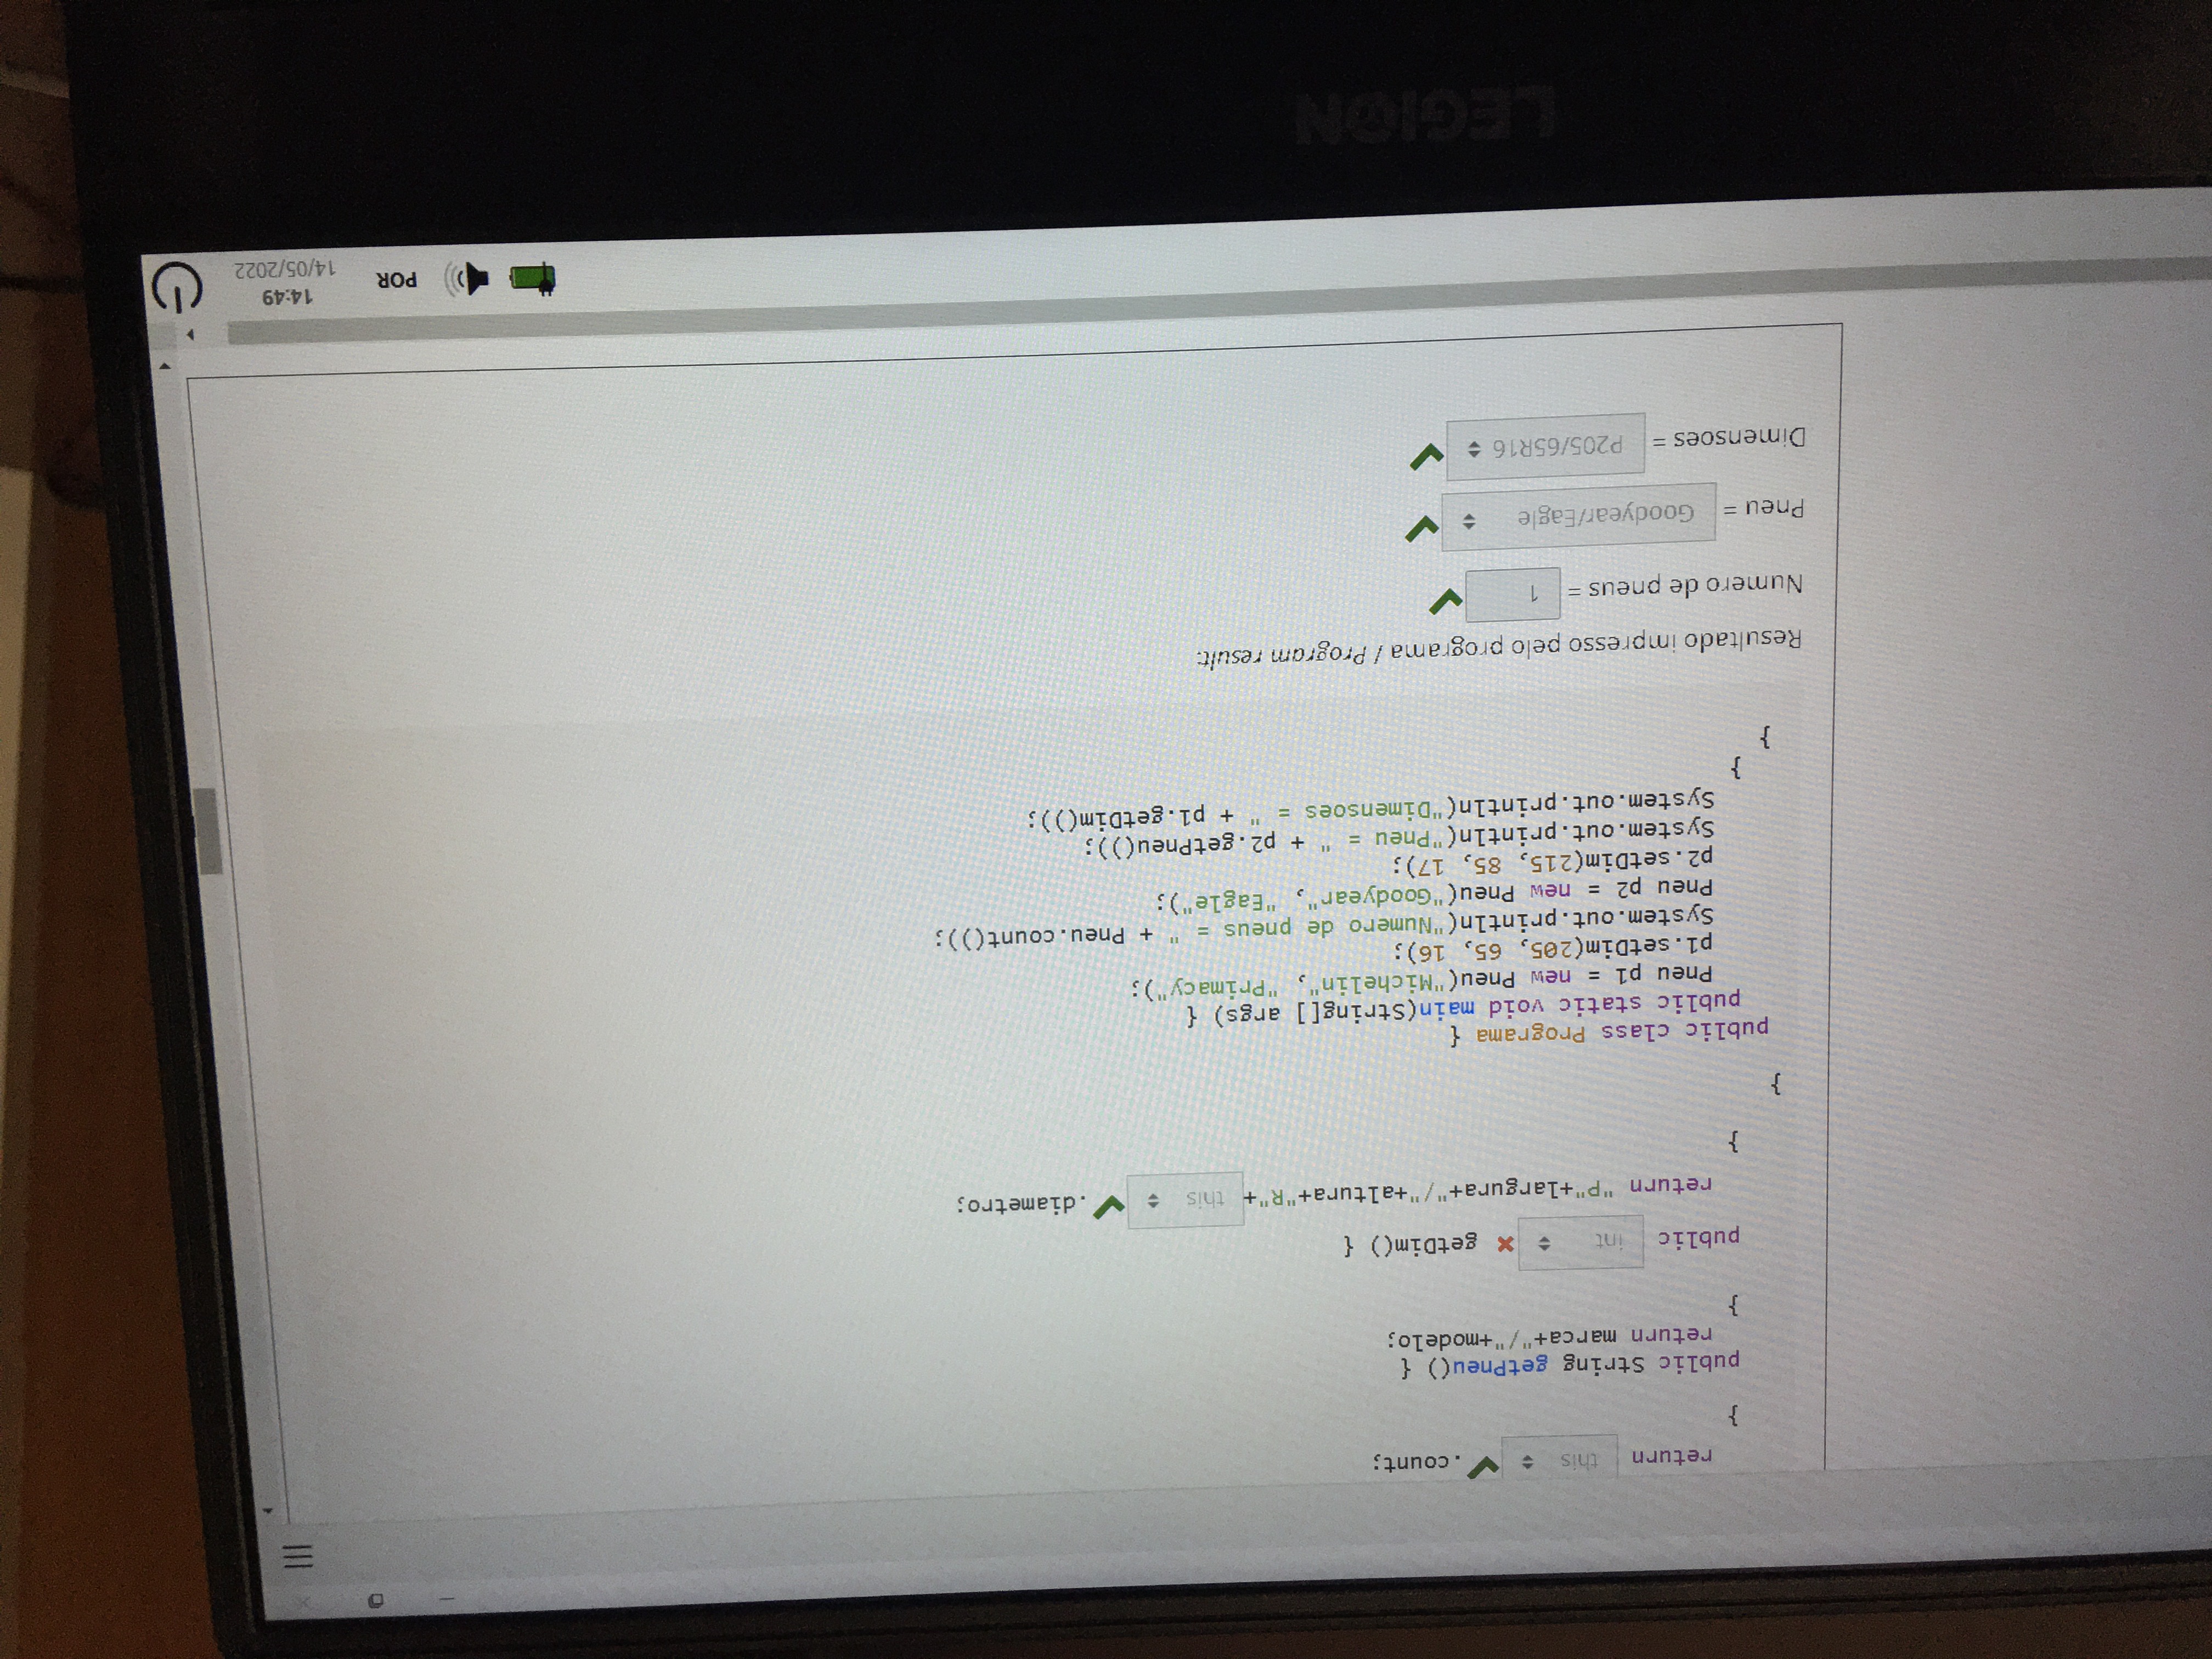 return this .count;
}
public String getPneu() {
return marca+"/"+modelo;
}
public int getDim() {
return "P"+largura+"/"+altura+"R"+ this .diametro;
}
}
public class Programa {
public static void main(String[] args) {
Pneu p1 = new Pneu("Michelin", "Primacy");
p1.setDim(205, 65, 16);
System.out.println("Numero de pneus = " + Pneu.count());
Pneu p2 = new Pneu("Goodyear", "Eagle");
p2.setDim(215, 85, 17);
System.out.println("Pneu = " + p2.getPneu());
System.out.println("Dimensoes = " + p1.getDim());
}
}
Resultado impresso pelo programa / Program result:
Numero de pneus = 1
Pneu = Goodyear/Eagle
Dimensoes = P205/65R16
POR
14:49
14/05/2022
LEGION